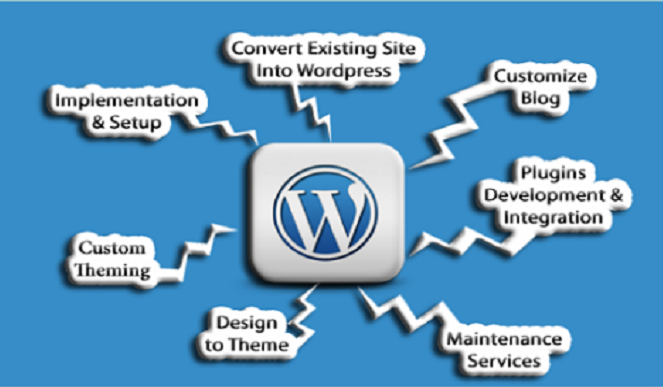 Convert Existing Site
Into Wordpress
Customize
Blog
Implementation
& Setup
Plugins
Development &
Integration
W
Custom
Theming
Design
to Theme
Maintenance
Services